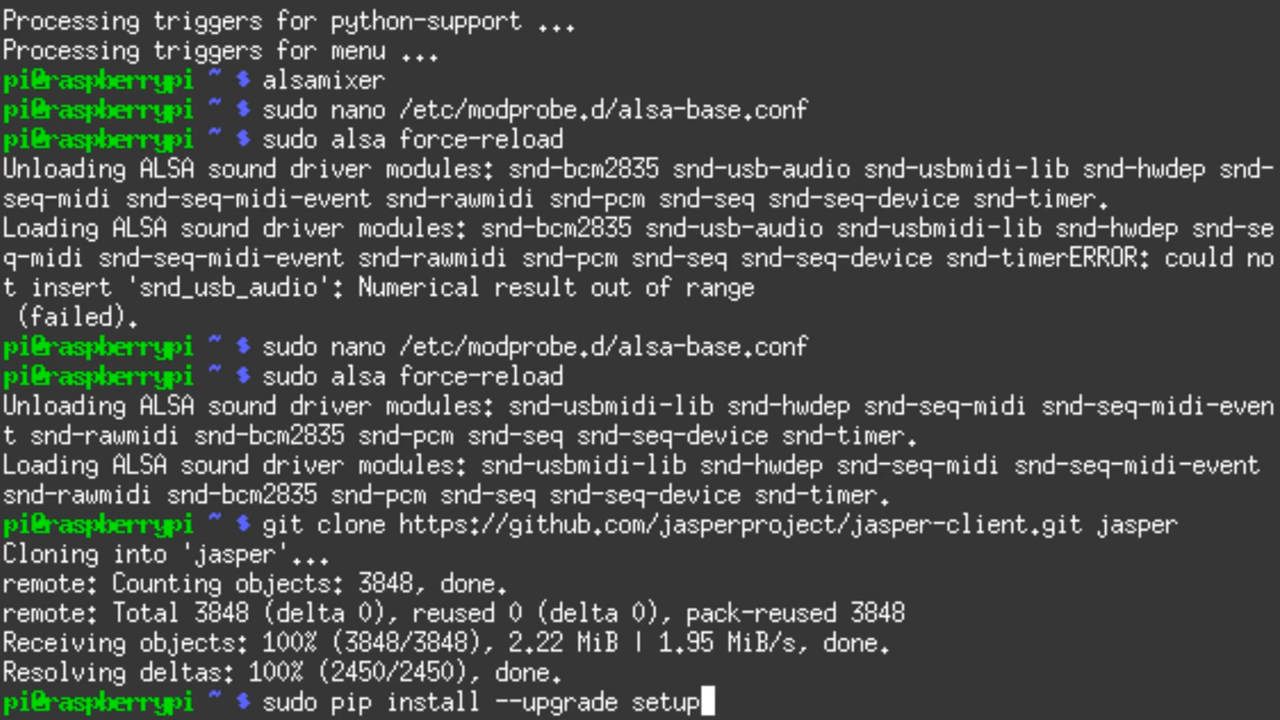 Processing triggers for python-support ...
Processing triggers for menu ...
pi@raspberrypi ~ $ alsamixer
pi@raspberrypi ~ $ sudo nano /etc/modprobe.d/alsa-base.conf
pi@raspberrypi ~ $ sudo alsa force-reload
Unloading ALSA sound driver modules: snd-bcm2835 snd-usb-audio snd-usbmidi-lib snd-hwdep snd-
seq-midi snd-seq-midi-event snd-rawmidi snd-pcm snd-seq snd-seq-device snd-timer.
Loading ALSA sound driver modules: snd-bcm2835 snd-usb-audio snd-usbmidi-lib snd-hwdep snd-se
q-midi snd-seq-midi-event snd-rawmidi snd-pcm snd-seq snd-seq-device snd-timerERROR: could no
t insert 'snd_usb_audio': Numerical result out of range
 (failed).
pi@raspberrypi ~ $ sudo nano /etc/modprobe.d/alsa-base.conf
pi@raspberrypi ~ $ sudo alsa force-reload
Unloading ALSA sound driver modules: snd-usbmidi-lib snd-hwdep snd-seq-midi snd-seq-midi-even
t snd-rawmidi snd-bcm2835 snd-pcm snd-seq snd-seq-device snd-timer.
Loading ALSA sound driver modules: snd-usbmidi-lib snd-hwdep snd-seq-midi snd-seq-midi-event
snd-rawmidi snd-bcm2835 snd-pcm snd-seq snd-seq-device snd-timer.
pi@raspberrypi ~ $ git clone https://github.com/jasperproject/jasper-client.git jasper
Cloning into 'jasper'...
remote: Counting objects: 3848, done.
remote: Total 3848 (delta 0), reused 0 (delta 0), pack-reused 3848
Receiving objects: 100% (3848/3848), 2.22 MiB | 1.95 MiB/s, done.
Resolving deltas: 100% (2450/2450), done.
pi@raspberrypi ~ $ sudo pip install --upgrade setup